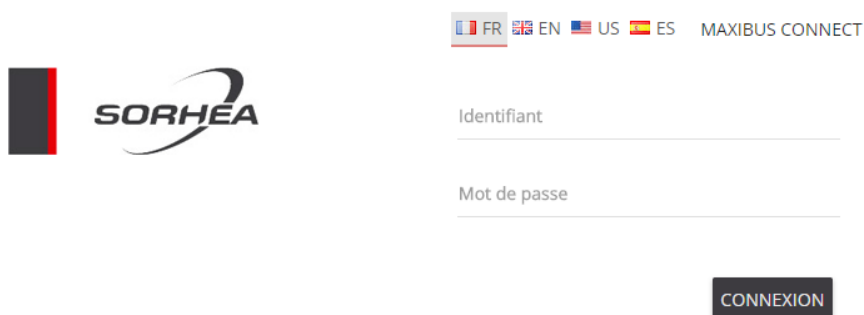 FR EN US ES MAXIBUS CONNECT
SORHEA
Identifiant
Mot de passe
CONNEXION